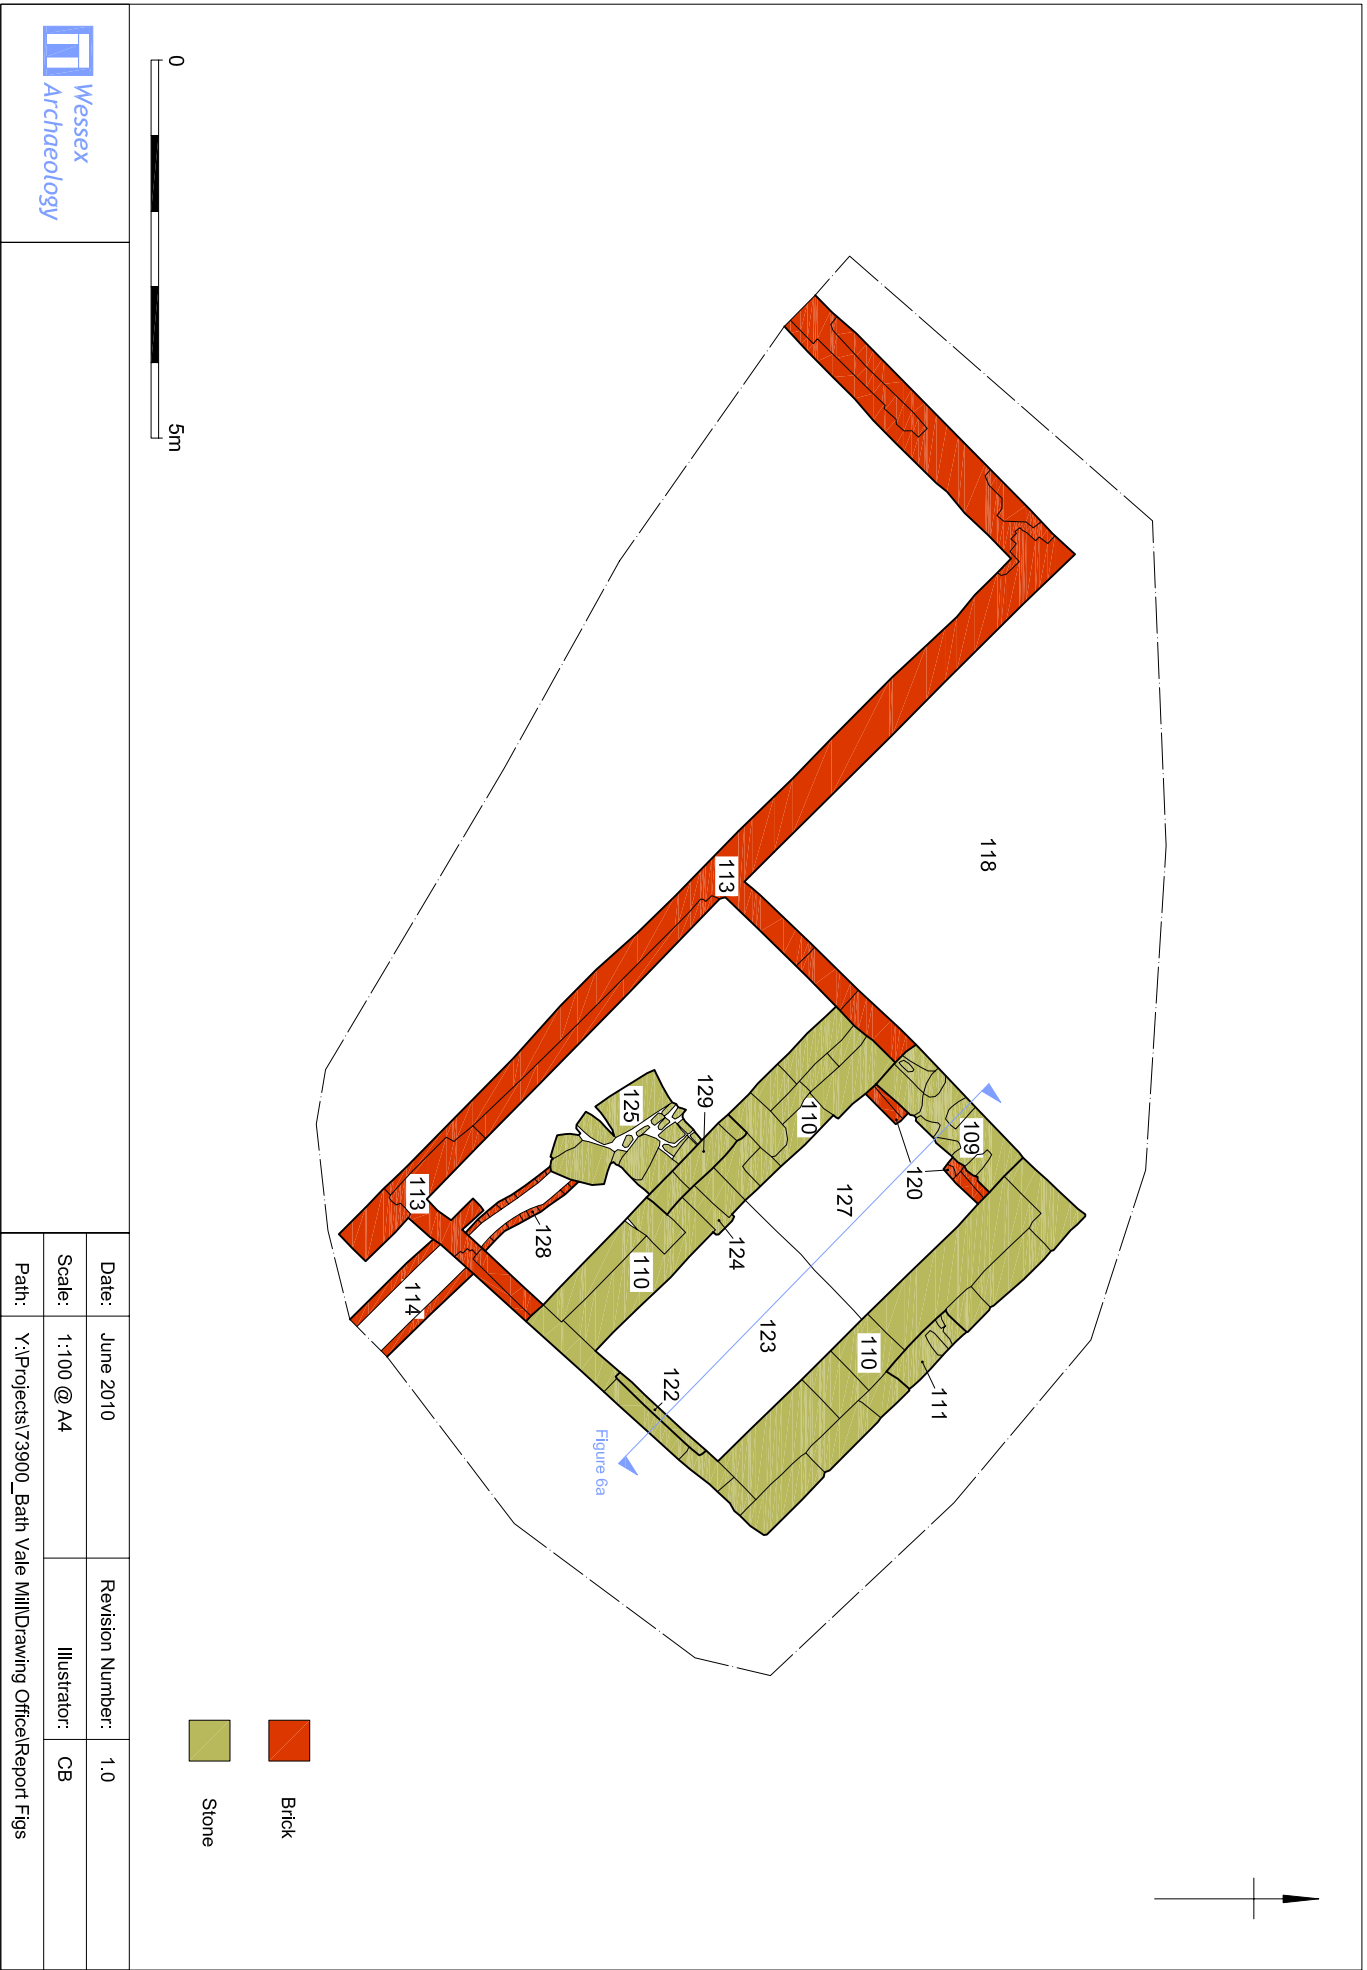 118
113
109
129
110
120
125
127
124
128
110
123
110
111
113
114
122
Figure 6a
0
5m
Brick
Stone
Wessex
Archaeology
Date: June 2010 Revision Number: 1.0
Scale: 1:100 @ A4 Illustrator: CB
Path: Y:\Projects\73900_Bath Vale Mill\Drawing Office\Report Figs